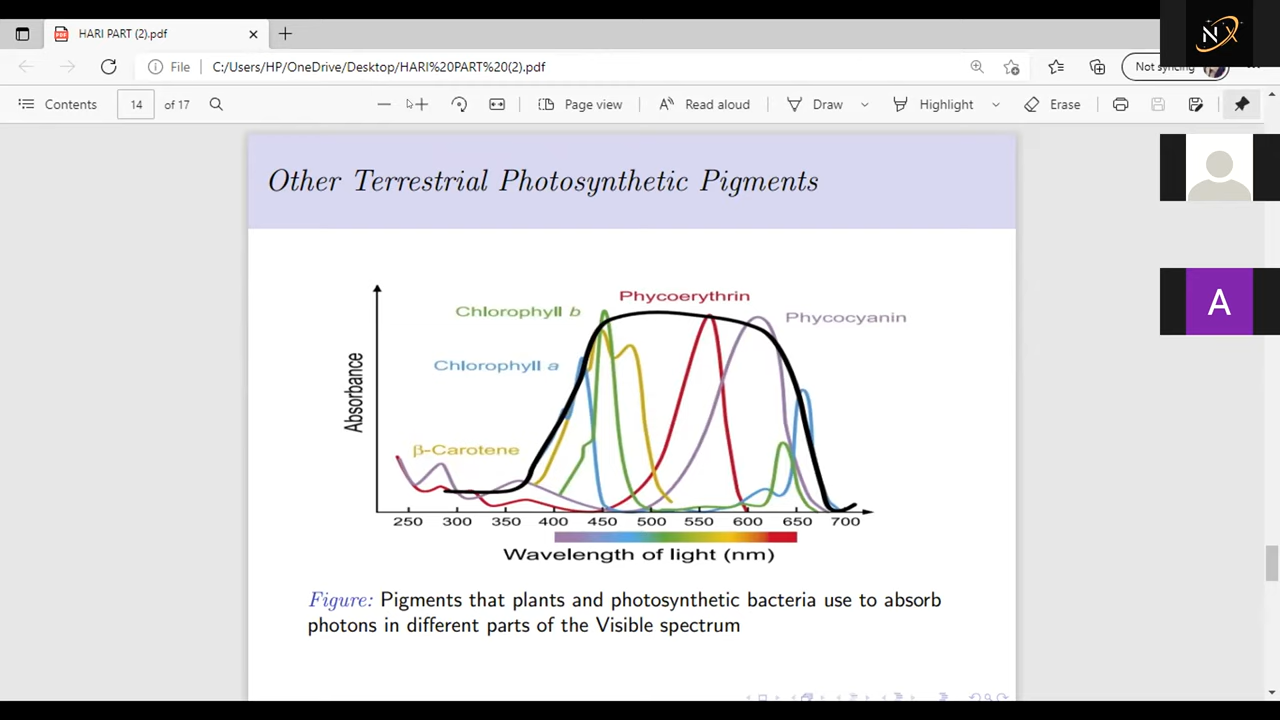 HARI PART (2).pdf
File
C:/Users/HP/OneDrive/Desktop/HARI%20PART%20(2).pdf
Not syncing
Contents
14 of 17
Page view
Read aloud
Draw
Highlight
Erase
NX
A
Other Terrestrial Photosynthetic Pigments
Phycoerythrin
Chlorophyll b
Phycocyanin
Chlorophyll a
Absorbance
β-Carotene
250 300 350 400 450 500 550 600 650 700
Wavelength of light (nm)
Figure: Pigments that plants and photosynthetic bacteria use to absorb
photons in different parts of the Visible spectrum